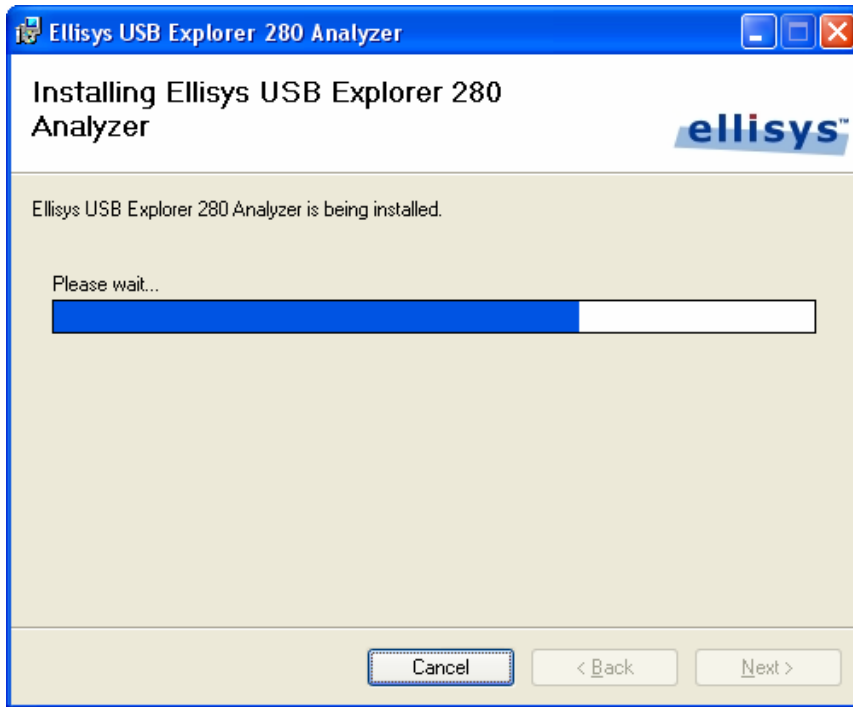 Ellisys USB Explorer 280 Analyzer
Installing Ellisys USB Explorer 280
Analyzer
ellisys™
Ellisys USB Explorer 280 Analyzer is being installed.
Please wait...
Cancel
< Back
Next >